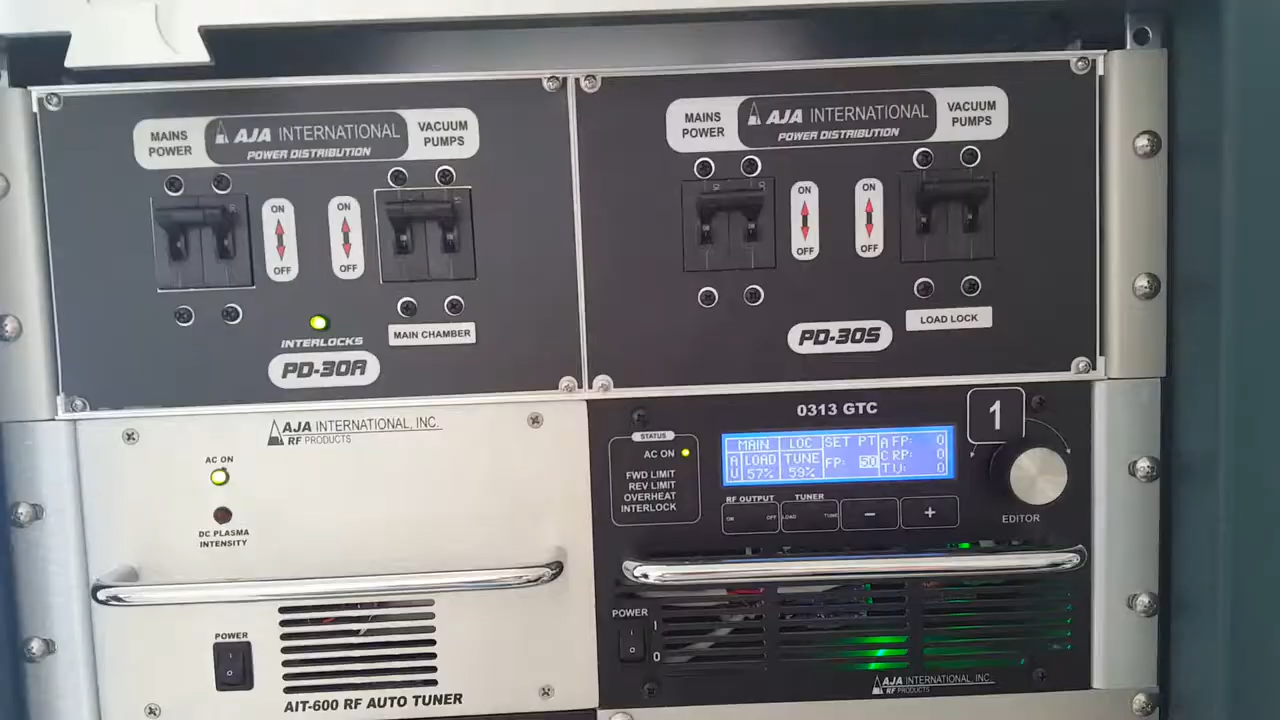 MAINS
POWER
AJA INTERNATIONAL
POWER DISTRIBUTION
VACUUM
PUMPS
ON
OFF
ON
OFF
INTERLOCKS
MAIN CHAMBER
PD-30A
MAINS
POWER
AJA INTERNATIONAL
POWER DISTRIBUTION
VACUUM
PUMPS
ON
OFF
ON
OFF
LOAD LOCK
PD-30S
AJA INTERNATIONAL, INC.
RF PRODUCTS
AC ON
DC PLASMA
INTENSITY
POWER
AIT-600 RF AUTO TUNER
0313 GTC
1
STATUS
AC ON
FWD LIMIT
REV LIMIT
OVERHEAT
INTERLOCK
MAIN LOC SET PT A FP: 0
A LOAD TUNE FP: 50 C RP: 0
U 57% 59% T V: 0
RF OUTPUT
ON OFF
TUNER
LOAD TUNE
- +
EDITOR
POWER
1
0
AJA INTERNATIONAL, INC.
RF PRODUCTS